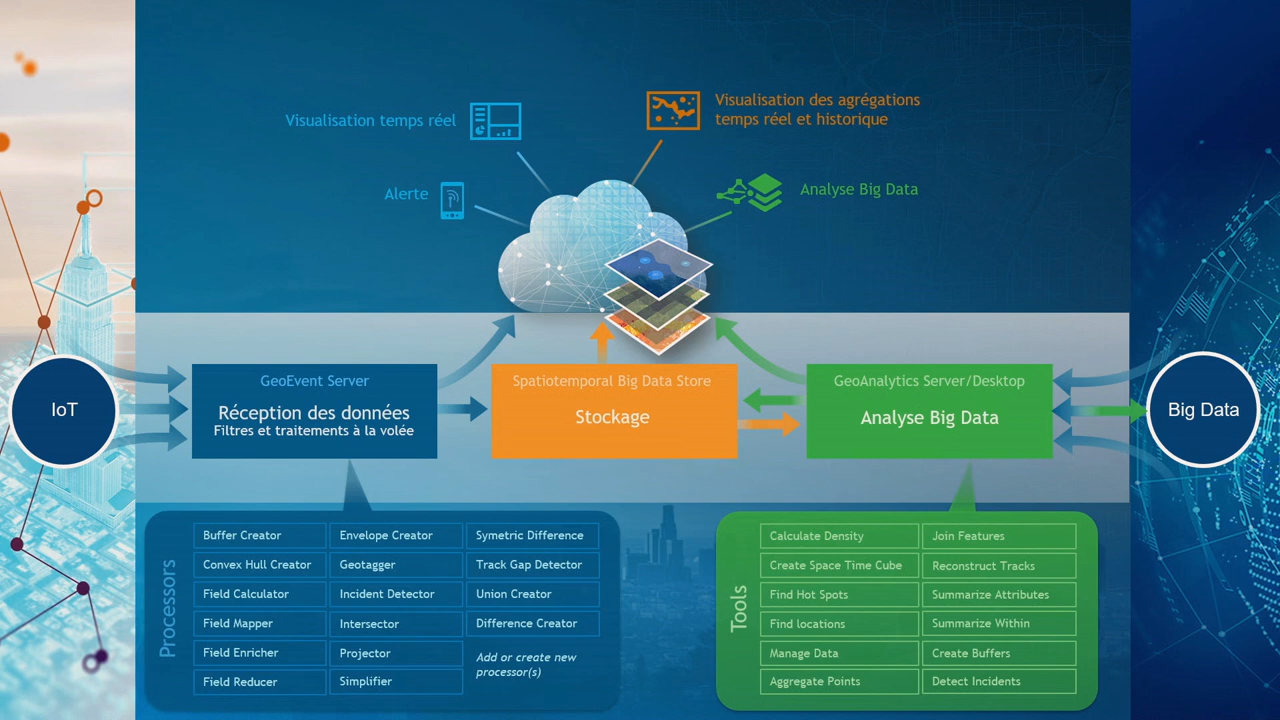 Visualisation temps réel
Visualisation des agrégations
temps réel et historique
Alerte
Analyse Big Data
IoT
GeoEvent Server
Réception des données
Filtres et traitements à la volée
Spatiotemporal Big Data Store
Stockage
GeoAnalytics Server/Desktop
Analyse Big Data
Big Data
Processors
Buffer Creator
Envelope Creator
Symetric Difference
Convex Hull Creator
Geotagger
Track Gap Detector
Field Calculator
Incident Detector
Union Creator
Field Mapper
Intersector
Difference Creator
Field Enricher
Projector
Add or create new
processor(s)
Field Reducer
Simplifier
Tools
Calculate Density
Join Features
Create Space Time Cube
Reconstruct Tracks
Find Hot Spots
Summarize Attributes
Find locations
Summarize Within
Manage Data
Create Buffers
Aggregate Points
Detect Incidents